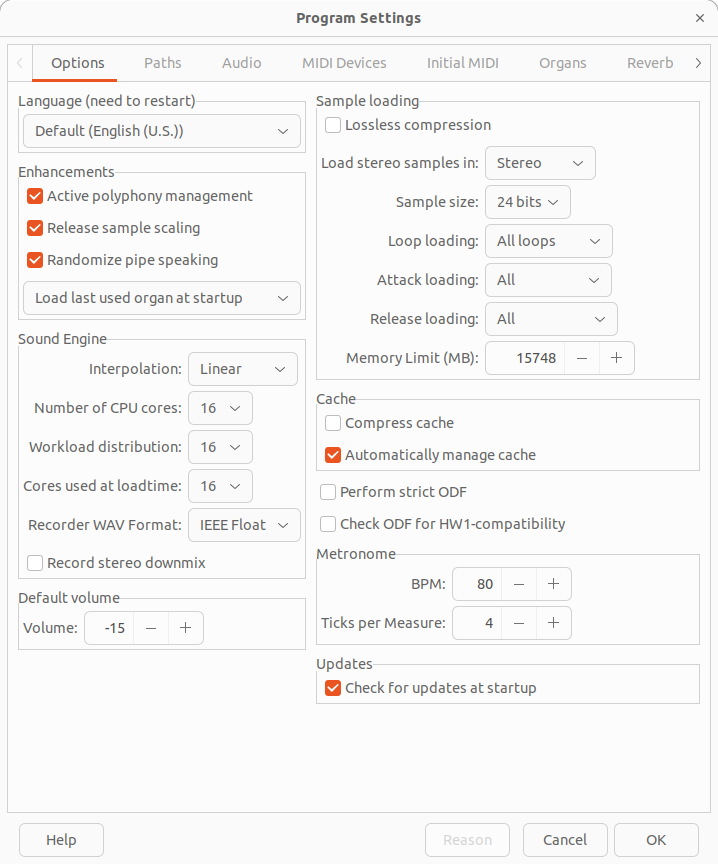 Program Settings
Options Paths Audio MIDI Devices Initial MIDI Organs Reverb
Language (need to restart)
Default (English (U.S.))
Enhancements
Active polyphony management
Release sample scaling
Randomize pipe speaking
Load last used organ at startup
Sound Engine
Interpolation: Linear
Number of CPU cores: 16
Workload distribution: 16
Cores used at loadtime: 16
Recorder WAV Format: IEEE Float
Record stereo downmix
Default volume
Volume: -15
Sample loading
Lossless compression
Load stereo samples in: Stereo
Sample size: 24 bits
Loop loading: All loops
Attack loading: All
Release loading: All
Memory Limit (MB): 15748
Cache
Compress cache
Automatically manage cache
Perform strict ODF
Check ODF for HW1-compatibility
Metronome
BPM: 80
Ticks per Measure: 4
Updates
Check for updates at startup
Help Reason Cancel OK